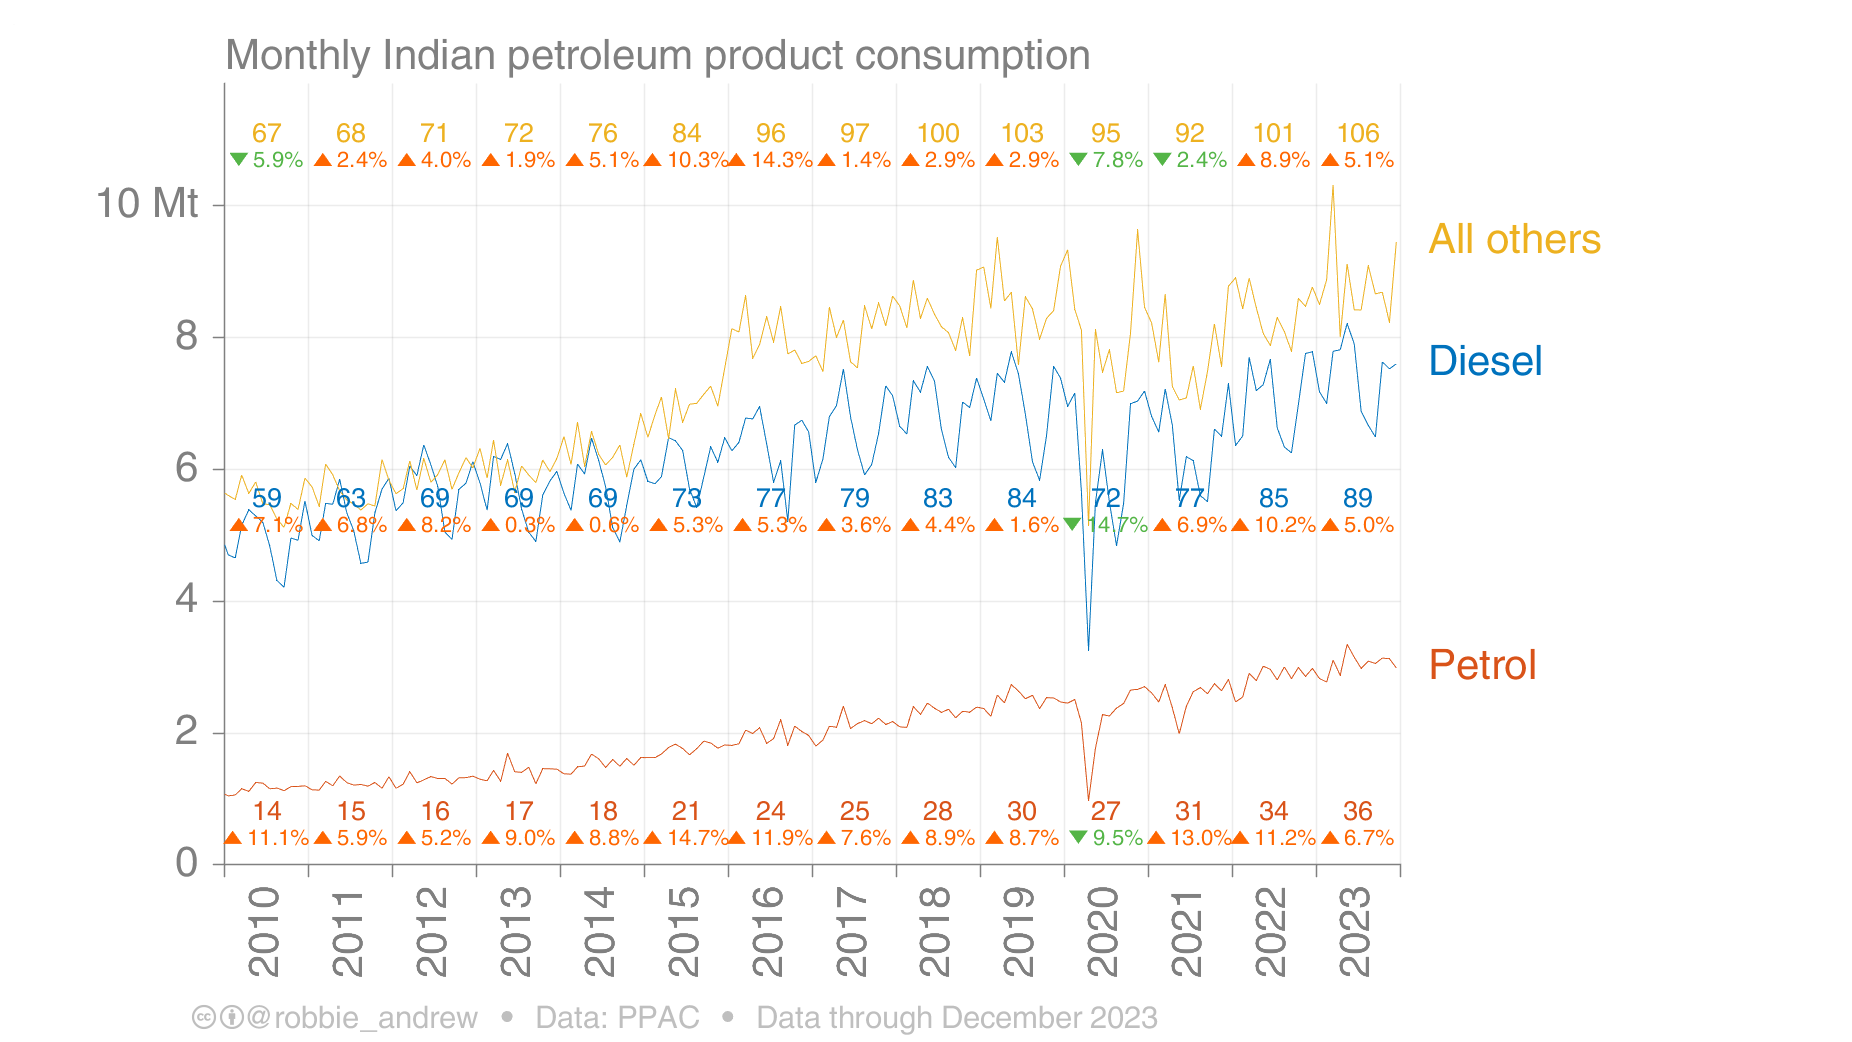 Monthly Indian petroleum product consumption
67 68 71 72 76 84 96 97 100 103 95 92 101 106
▼ 5.9% ▲ 2.4% ▲ 4.0% ▲ 1.9% ▲ 5.1% ▲ 10.3% ▲ 14.3% ▲ 1.4% ▲ 2.9% ▲ 2.9% ▼ 7.8% ▼ 2.4% ▲ 8.9% ▲ 5.1%
10 Mt
All others
8
Diesel
6
59 63 69 69 69 73 77 79 83 84 72 77 85 89
▲ 7.1% ▲ 6.8% ▲ 8.2% ▲ 0.3% ▲ 0.6% ▲ 5.3% ▲ 5.3% ▲ 3.6% ▲ 4.4% ▲ 1.6% ▼ 14.7% ▲ 6.9% ▲ 10.2% ▲ 5.0%
4
Petrol
2
14 15 16 17 18 21 24 25 28 30 27 31 34 36
▲ 11.1% ▲ 5.9% ▲ 5.2% ▲ 9.0% ▲ 8.8% ▲ 14.7% ▲ 11.9% ▲ 7.6% ▲ 8.9% ▲ 8.7% ▼ 9.5% ▲ 13.0% ▲ 11.2% ▲ 6.7%
0
2010 2011 2012 2013 2014 2015 2016 2017 2018 2019 2020 2021 2022 2023
cc @robbie_andrew • Data: PPAC • Data through December 2023